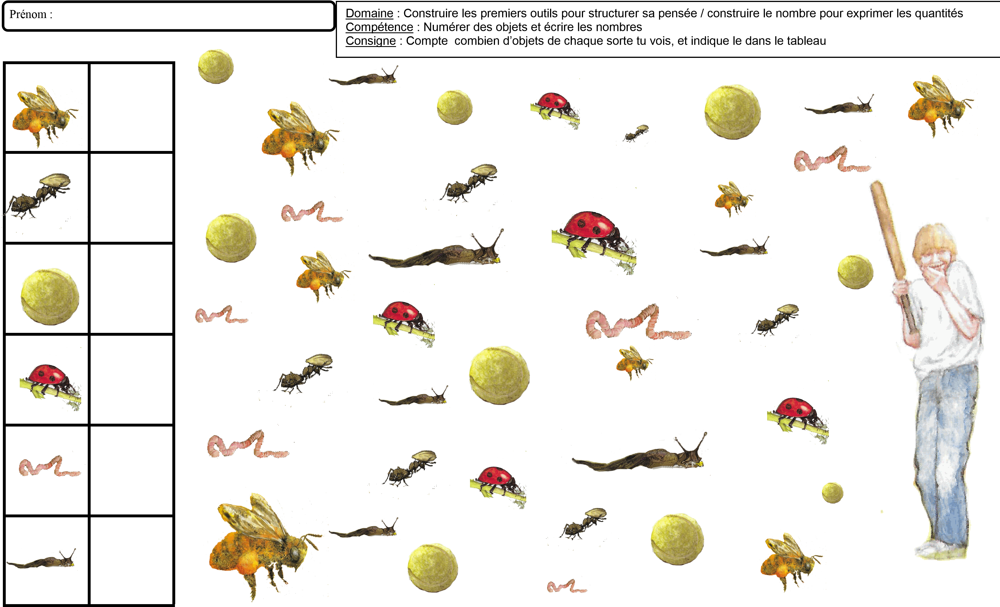 Prénom :
Domaine : Construire les premiers outils pour structurer sa pensée / construire le nombre pour exprimer les quantités
Compétence : Numérer des objets et écrire les nombres
Consigne : Compte  combien d’objets de chaque sorte tu vois, et indique le dans le tableau